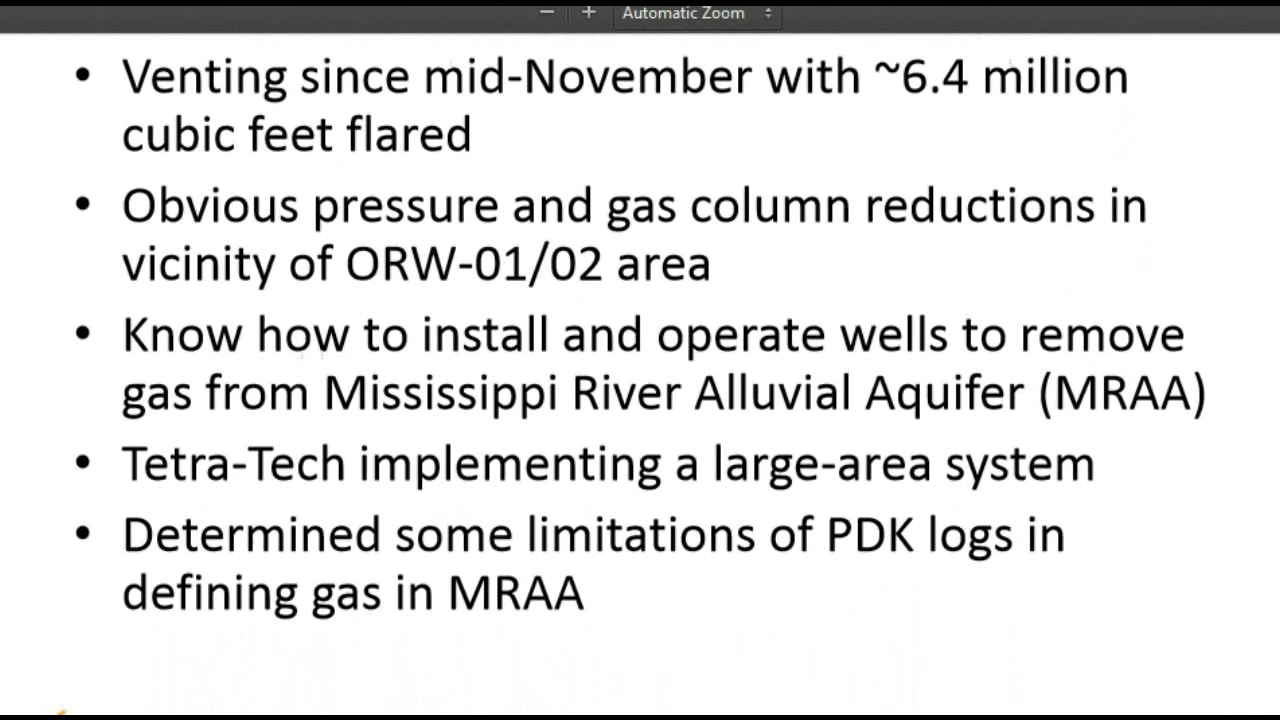 − + Automatic Zoom
• Venting since mid-November with ~6.4 million
cubic feet flared
• Obvious pressure and gas column reductions in
vicinity of ORW-01/02 area
• Know how to install and operate wells to remove
gas from Mississippi River Alluvial Aquifer (MRAA)
• Tetra-Tech implementing a large-area system
• Determined some limitations of PDK logs in
defining gas in MRAA